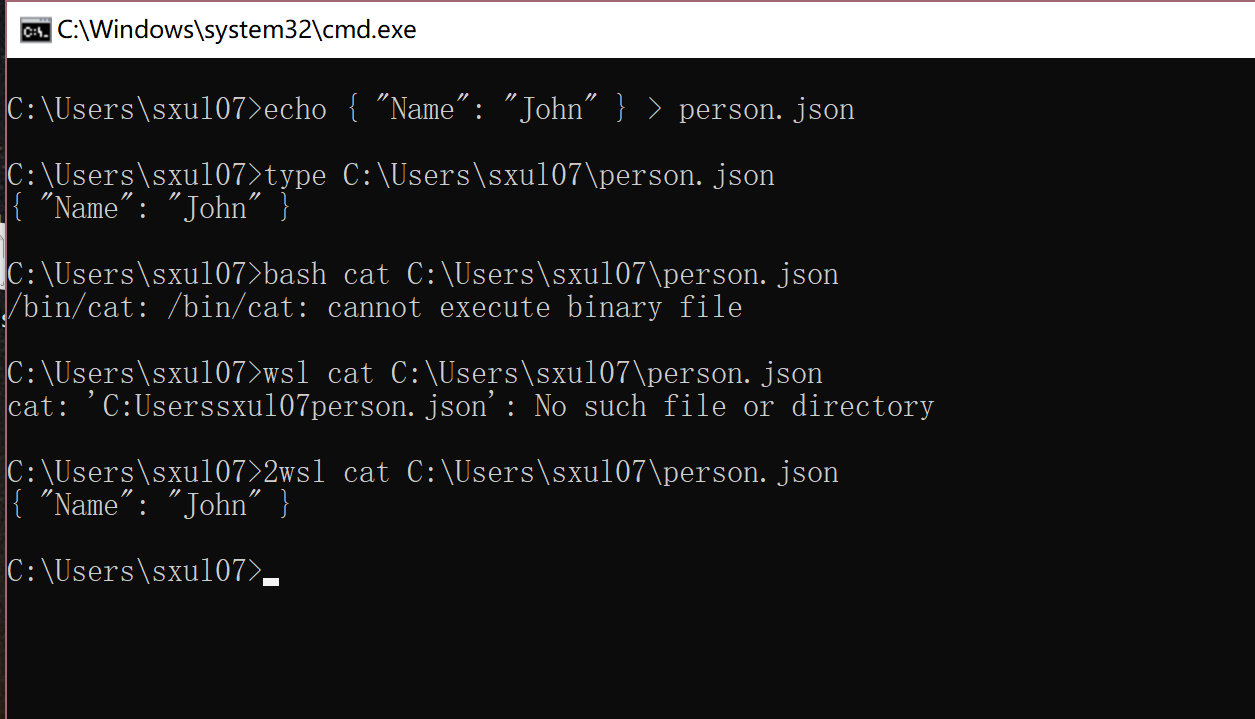 C:\Windows\system32\cmd.exe
C:\Users\sxul07>echo { "Name": "John" } > person.json
C:\Users\sxul07>type C:\Users\sxul07\person.json
{ "Name": "John" }
C:\Users\sxul07>bash cat C:\Users\sxul07\person.json
/bin/cat: /bin/cat: cannot execute binary file
C:\Users\sxul07>wsl cat C:\Users\sxul07\person.json
cat: 'C:Userssxul07person.json': No such file or directory
C:\Users\sxul07>2wsl cat C:\Users\sxul07\person.json
{ "Name": "John" }
C:\Users\sxul07>